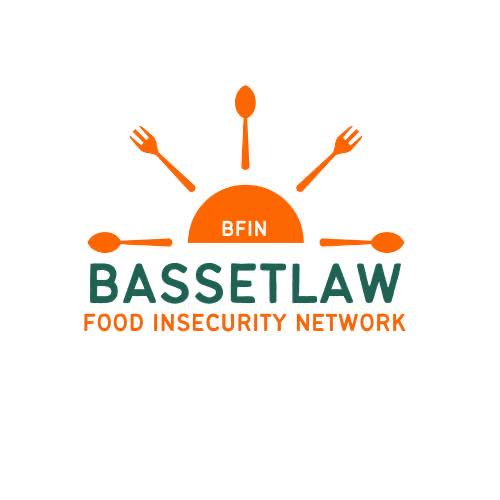 BFIN
BASSETLAW
FOOD INSECURITY NETWORK